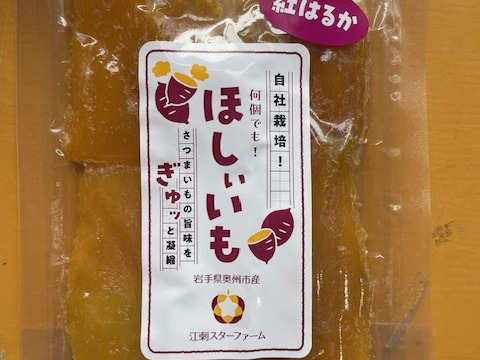 紅はるか
自社栽培!
何個でも!
ほしぃいも
さつまいもの旨味を
ぎゅッと凝縮
岩手県奥州市産
江刺スターファーム